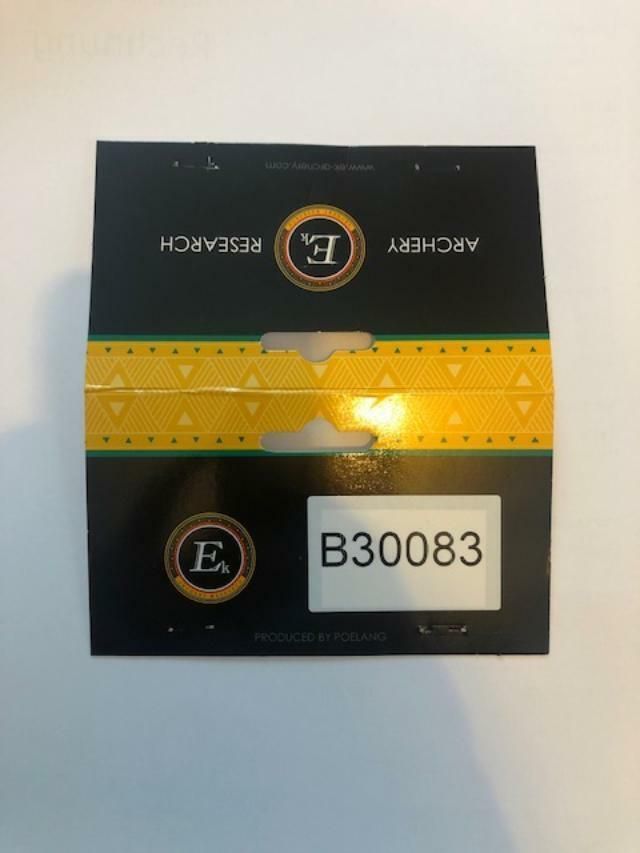 www.ek-archery.com
ARCHERY Ek RESEARCH
Ek B30083
PRODUCED BY POELANG